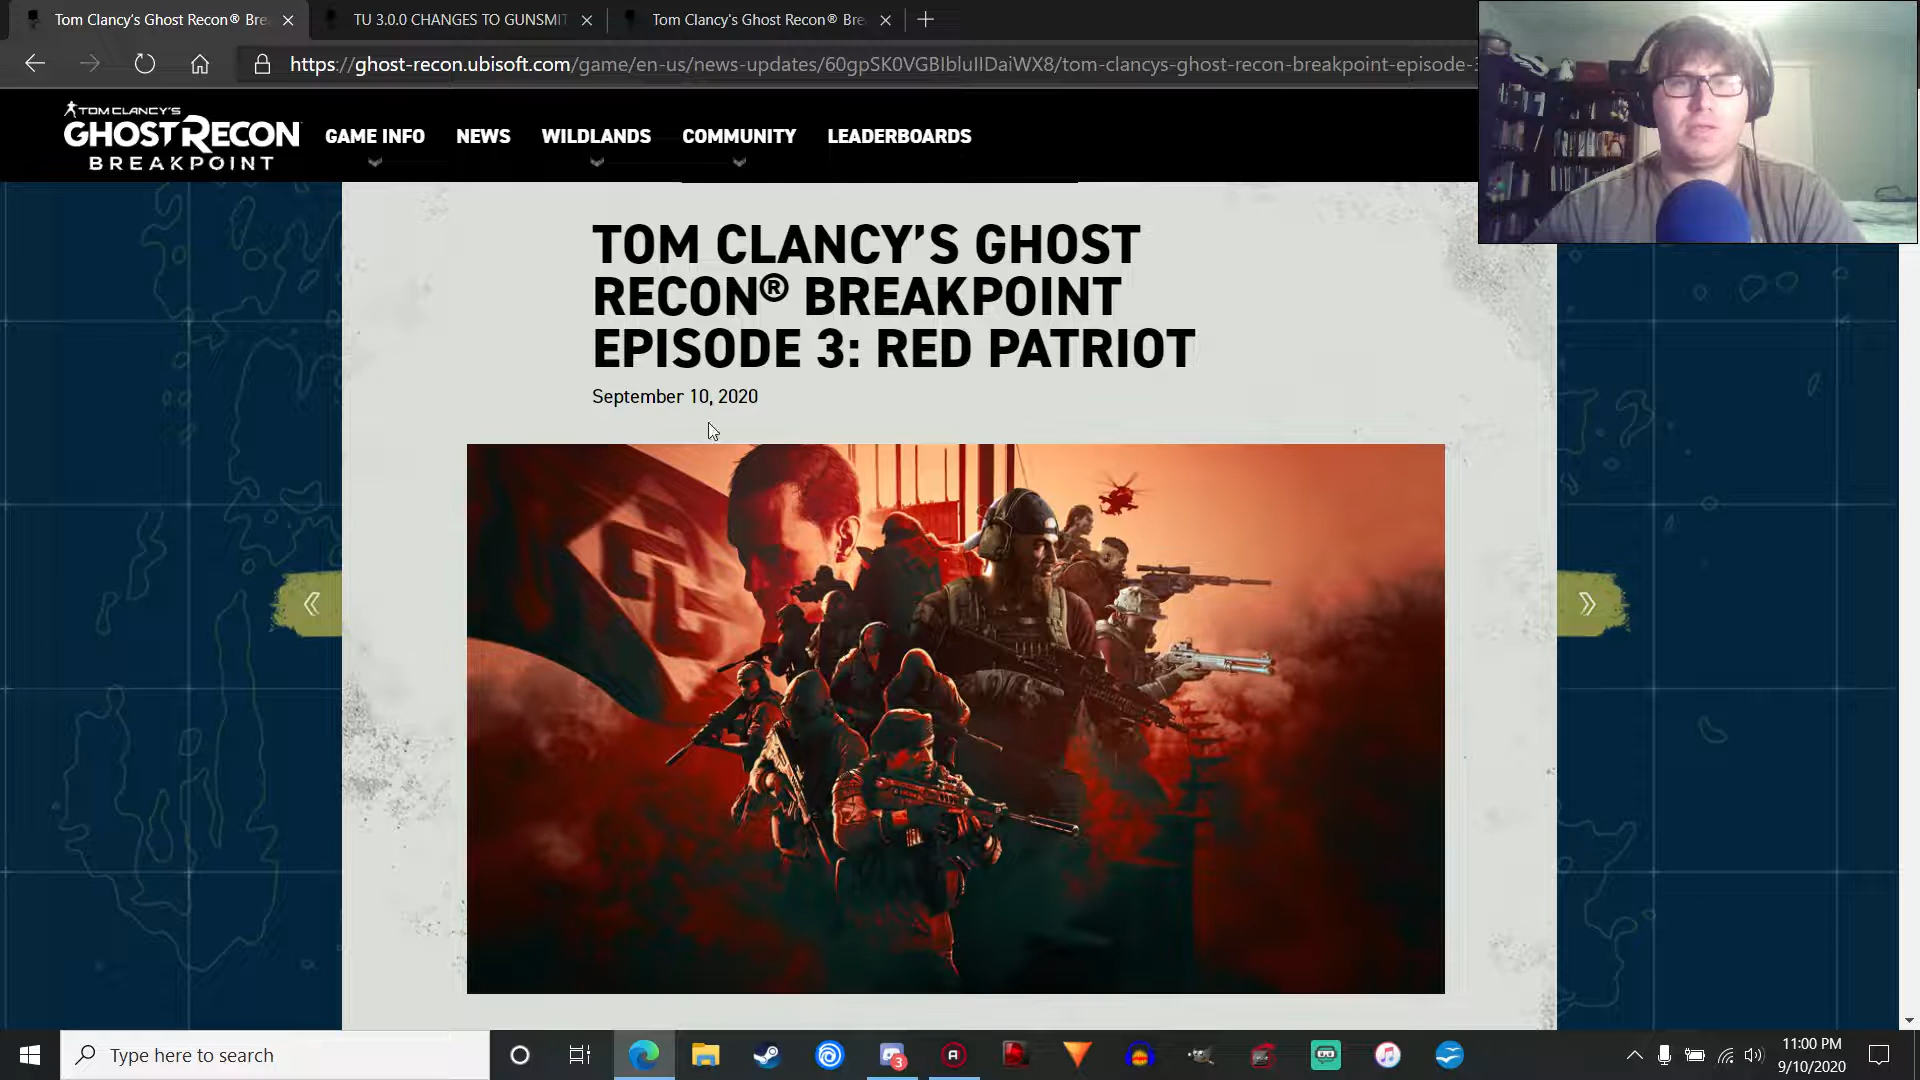 Tom Clancy's Ghost Recon® Bre
TU 3.0.0 CHANGES TO GUNSMIT
Tom Clancy's Ghost Recon® Bre
https://ghost-recon.ubisoft.com/game/en-us/news-updates/60gpSK0VGBIbluIIDaiWX8/tom-clancys-ghost-recon-breakpoint-episode-3
TOM CLANCY'S
GHOST RECON
BREAKPOINT
GAME INFO
NEWS
WILDLANDS
COMMUNITY
LEADERBOARDS
TOM CLANCY’S GHOST
RECON® BREAKPOINT
EPISODE 3: RED PATRIOT
September 10, 2020
Type here to search
3
11:00 PM
9/10/2020